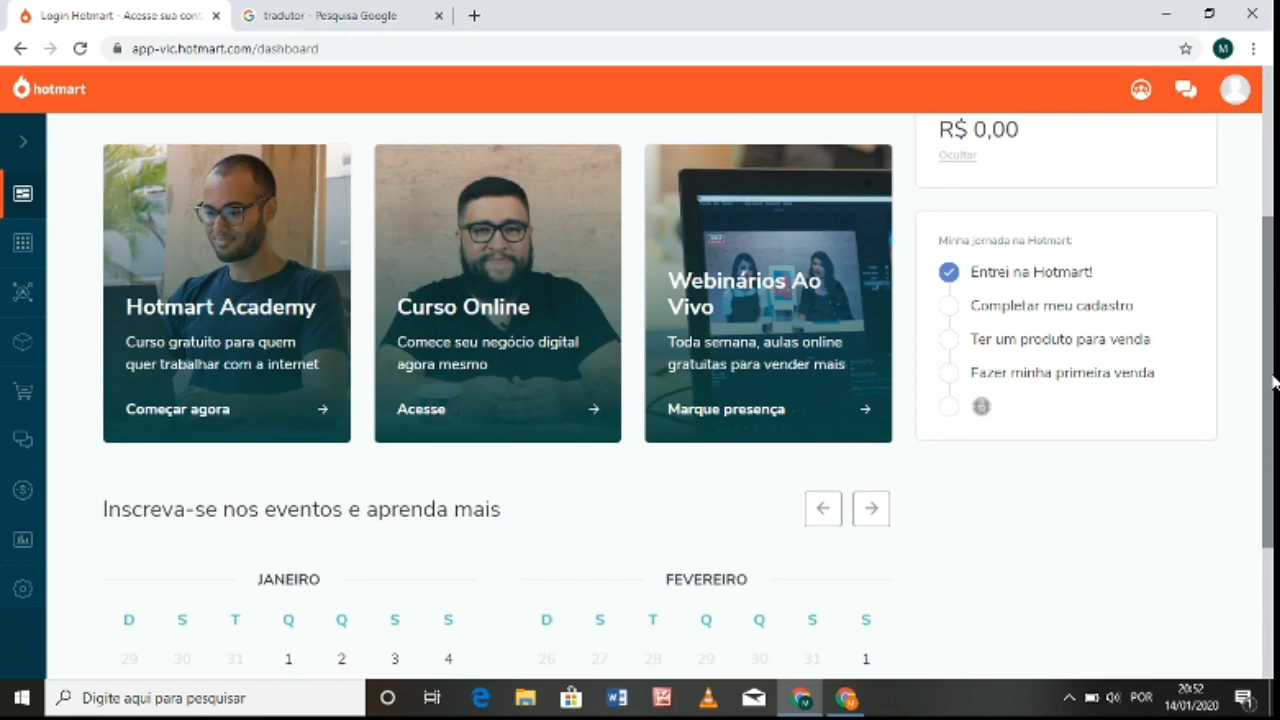 Login Hotmart - Acesse sua cont
tradutor - Pesquisa Google
app-vlc.hotmart.com/dashboard
M
hotmart
R$ 0,00
Ocultar
Hotmart Academy
Curso gratuito para quem
quer trabalhar com a internet
Começar agora
Curso Online
Comece seu negócio digital
agora mesmo
Acesse
Webinários Ao
Vivo
Toda semana, aulas online
gratuitas para vender mais
Marque presença
Minha jornada na Hotmart:
Entrei na Hotmart!
Completar meu cadastro
Ter um produto para venda
Fazer minha primeira venda
Inscreva-se nos eventos e aprenda mais
JANEIRO
D S T Q Q S S
29 30 31 1 2 3 4
FEVEREIRO
D S T Q Q S S
26 27 28 29 30 31 1
Digite aqui para pesquisar
POR
20:52
14/01/2020